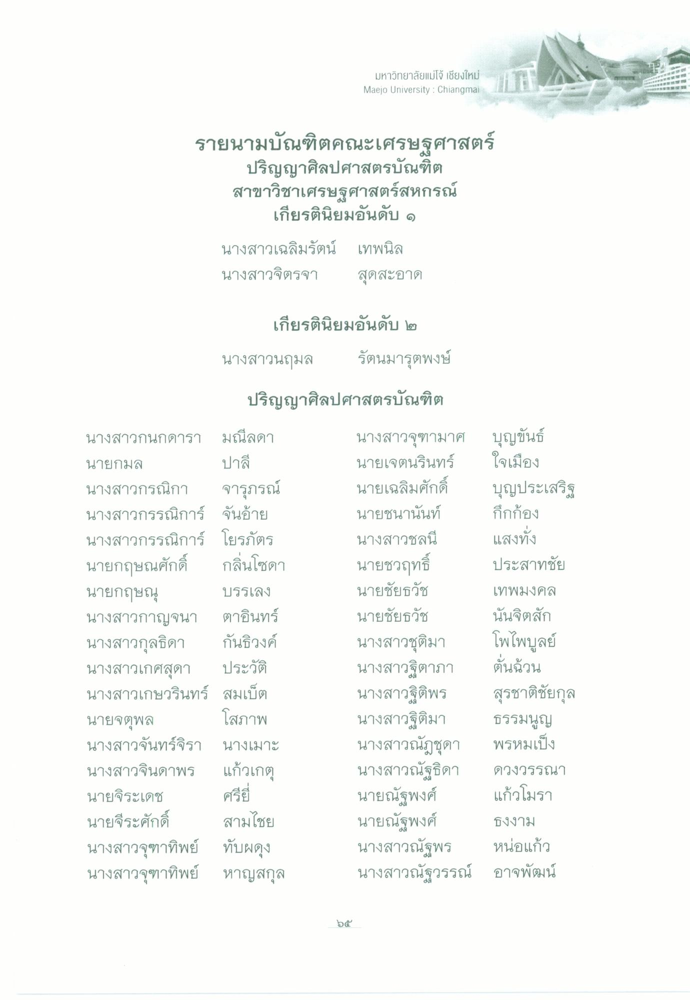 มหาวิทยาลัยแม่โจ้ เชียงใหม่
Maejo University : Chiangmai
รายนามบัณฑิตคณะเศรษฐศาสตร์
ปริญญาศิลปศาสตรบัณฑิต
สาขาวิชาเศรษฐศาสตร์สหกรณ์
เกียรตินิยมอันดับ ๑
นางสาวเฉลิมรัตน์ เทพนิล
นางสาวจิตรจา สุดสะอาด
เกียรตินิยมอันดับ ๒
นางสาวนฤมล รัตนมารุตพงษ์
ปริญญาศิลปศาสตรบัณฑิต
นางสาวกนกดารา มณีลดา
นายกมล ปาลี
นางสาวกรณิกา จารุภรณ์
นางสาวกรรณิการ์ จันอ้าย
นางสาวกรรณิการ์ โยรภัตร
นายกฤษณศักดิ์ กลิ่นโซดา
นายกฤษณุ บรรเลง
นางสาวกาญจนา ตาอินทร์
นางสาวกุลธิดา กันธิวงค์
นางสาวเกศสุดา ประวัติ
นางสาวเกษวรินทร์ สมเบ็ต
นายจตุพล โสภาพ
นางสาวจันทร์จิรา นางเมาะ
นางสาวจินดาพร แก้วเกตุ
นายจิระเดช ศรียี่
นายจีระศักดิ์ สามไชย
นางสาวจุฑาทิพย์ ทับผดุง
นางสาวจุฑาทิพย์ หาญสกุล
นางสาวจุฑามาศ บุญขันธ์
นายเจตนรินทร์ ใจเมือง
นายเฉลิมศักดิ์ บุญประเสริฐ
นายชนานันท์ กึกก้อง
นางสาวชลนี แสงทั่ง
นายชวฤทธิ์ ประสาทชัย
นายชัยธวัช เทพมงคล
นายชัยธวัช นันจิตสัก
นางสาวชุติมา โพไพบูลย์
นางสาวฐิตาภา ตั่นฉ้วน
นางสาวฐิติพร สุรชาติชัยกุล
นางสาวฐิติมา ธรรมนูญ
นางสาวณัฎชุดา พรหมเป็ง
นางสาวณัฐธิดา ดวงวรรณา
นายณัฐพงศ์ แก้วโมรา
นายณัฐพงศ์ ธงงาม
นางสาวณัฐพร หน่อแก้ว
นางสาวณัฐวรรณ์ อาจพัฒน์
๖๕